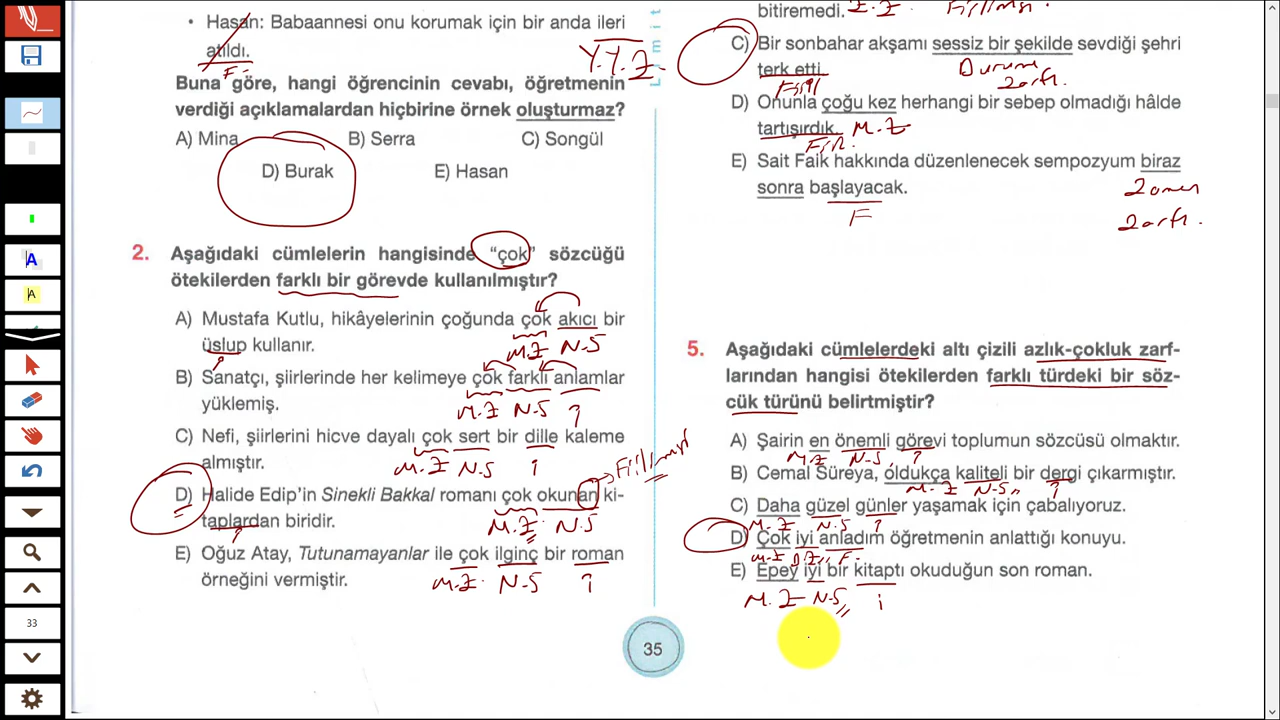 • Hasan: Babaannesi onu korumak için bir anda ileri
atıldı.
F.
Y.Y.Z.
Buna göre, hangi öğrencinin cevabı, öğretmenin
verdiği açıklamalardan hiçbirine örnek oluşturmaz?
A) Mina
B) Serra
C) Songül
D) Burak
E) Hasan
2. Aşağıdaki cümlelerin hangisinde "çok" sözcüğü
ötekilerden farklı bir görevde kullanılmıştır?
A) Mustafa Kutlu, hikâyelerinin çoğunda çok akıcı bir
üslup kullanır.
M.Z N.S
B) Sanatçı, şiirlerinde her kelimeye çok farklı anlamlar
yüklemiş.
M.Z N.S i
C) Nefi, şiirlerini hicve dayalı çok sert bir dille kaleme
almıştır.
M.Z N.S i
Fiilimsi
D) Halide Edip'in Sinekli Bakkal romanı çok okunan ki-
taplardan biridir.
M.Z N.S
E) Oğuz Atay, Tutunamayanlar ile çok ilginç bir roman
örneğini vermiştir.
M.Z. N.S i
35
bitiremedi.
Z.Z. Fiilimsi.
C) Bir sonbahar akşamı sessiz bir şekilde sevdiği şehri
terk etti.
Fiil
Durum
Zarfı.
D) Onunla çoğu kez herhangi bir sebep olmadığı hâlde
tartışırdık. M.Z
Fiil.
E) Sait Faik hakkında düzenlenecek sempozyum biraz
sonra başlayacak.
F
Zaman
Zarfı.
5. Aşağıdaki cümlelerdeki altı çizili azlık-çokluk zarf-
larından hangisi ötekilerden farklı türdeki bir söz-
cük türünü belirtmiştir?
A) Şairin en önemli görevi toplumun sözcüsü olmaktır.
M.Z N.S. i
B) Cemal Süreya, oldukça kaliteli bir dergi çıkarmıştır.
M.Z N.S i
C) Daha güzel günler yaşamak için çabalıyoruz.
M.Z N.S i
D) Çok iyi anladım öğretmenin anlattığı konuyu.
M.Z D.Z F.
E) Epey iyi bir kitaptı okuduğun son roman.
M.Z N.S i
A
A
33